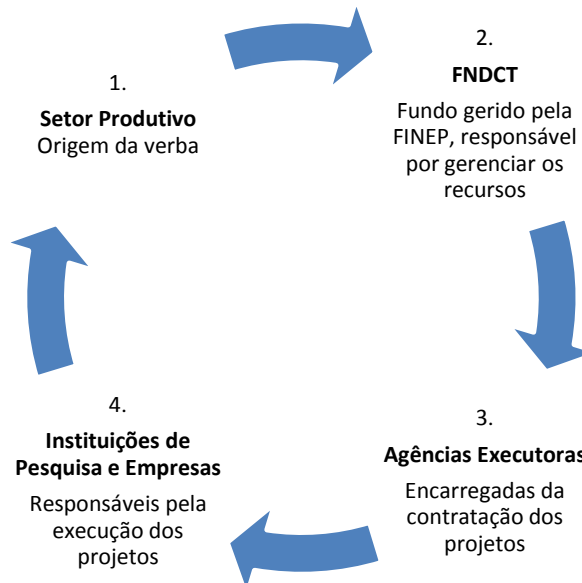 1.
Setor Produtivo
Origem da verba
2.
FNDCT
Fundo gerido pela
FINEP, responsável
por gerenciar os
recursos
3.
Agências Executoras
Encarregadas da
contratação dos
projetos
4.
Instituições de
Pesquisa e Empresas
Responsáveis pela
execução dos
projetos